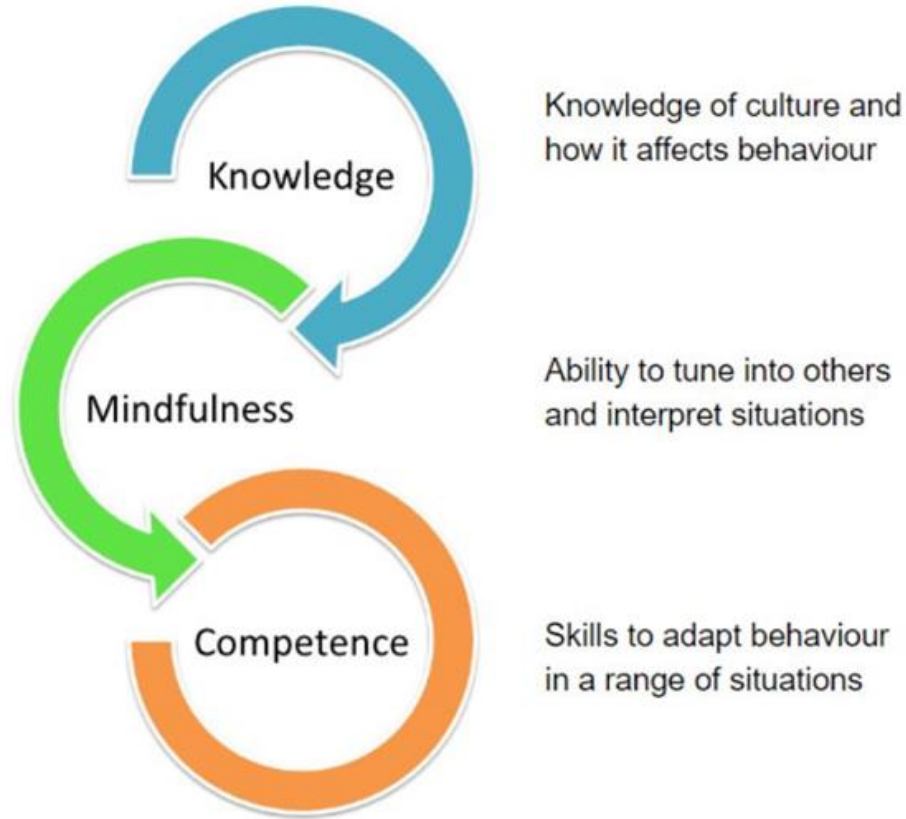 Knowledge
Knowledge of culture and
how it affects behaviour
Mindfulness
Ability to tune into others
and interpret situations
Competence
Skills to adapt behaviour
in a range of situations